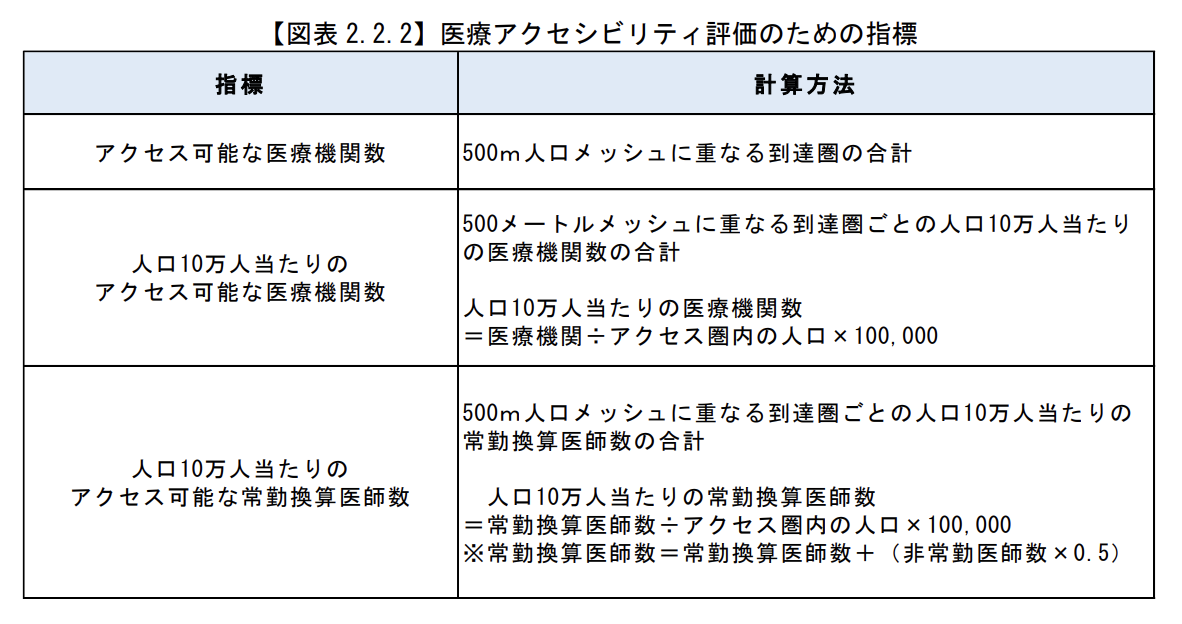 【図表 2.2.2】医療アクセシビリティ評価のための指標
指標
計算方法
アクセス可能な医療機関数
500ｍ人口メッシュに重なる到達圏の合計
人口10万人当たりの
アクセス可能な医療機関数
500メートルメッシュに重なる到達圏ごとの人口10万人当たり
の医療機関数の合計
人口10万人当たりの医療機関数
＝医療機関÷アクセス圏内の人口×100,000
人口10万人当たりの
アクセス可能な常勤換算医師数
500ｍ人口メッシュに重なる到達圏ごとの人口10万人当たりの
常勤換算医師数の合計
人口10万人当たりの常勤換算医師数
＝常勤換算医師数÷アクセス圏内の人口×100,000
※常勤換算医師数＝常勤換算医師数＋（非常勤医師数×0.5）